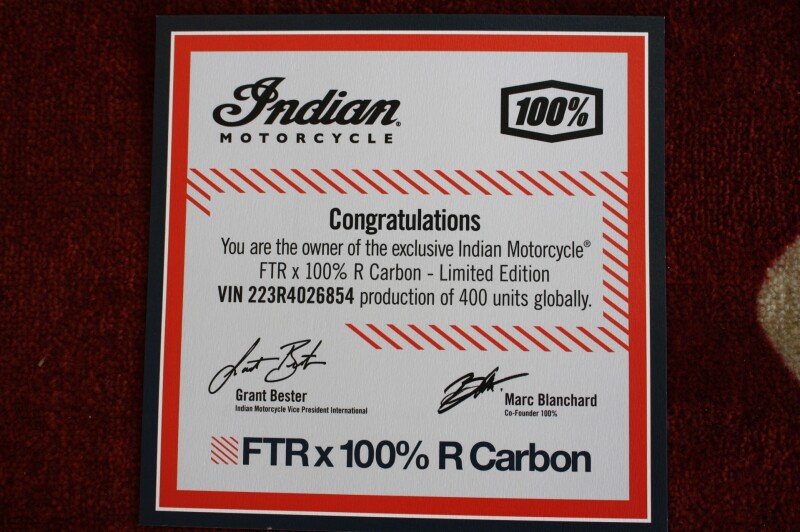 Indian®
MOTORCYCLE
100%
Congratulations
You are the owner of the exclusive Indian Motorcycle®
FTR x 100% R Carbon - Limited Edition
VIN 223R4026854 production of 400 units globally.
Grant Bester
Indian Motorcycle Vice President International
Marc Blanchard
Co-Founder 100%
FTR x 100% R Carbon